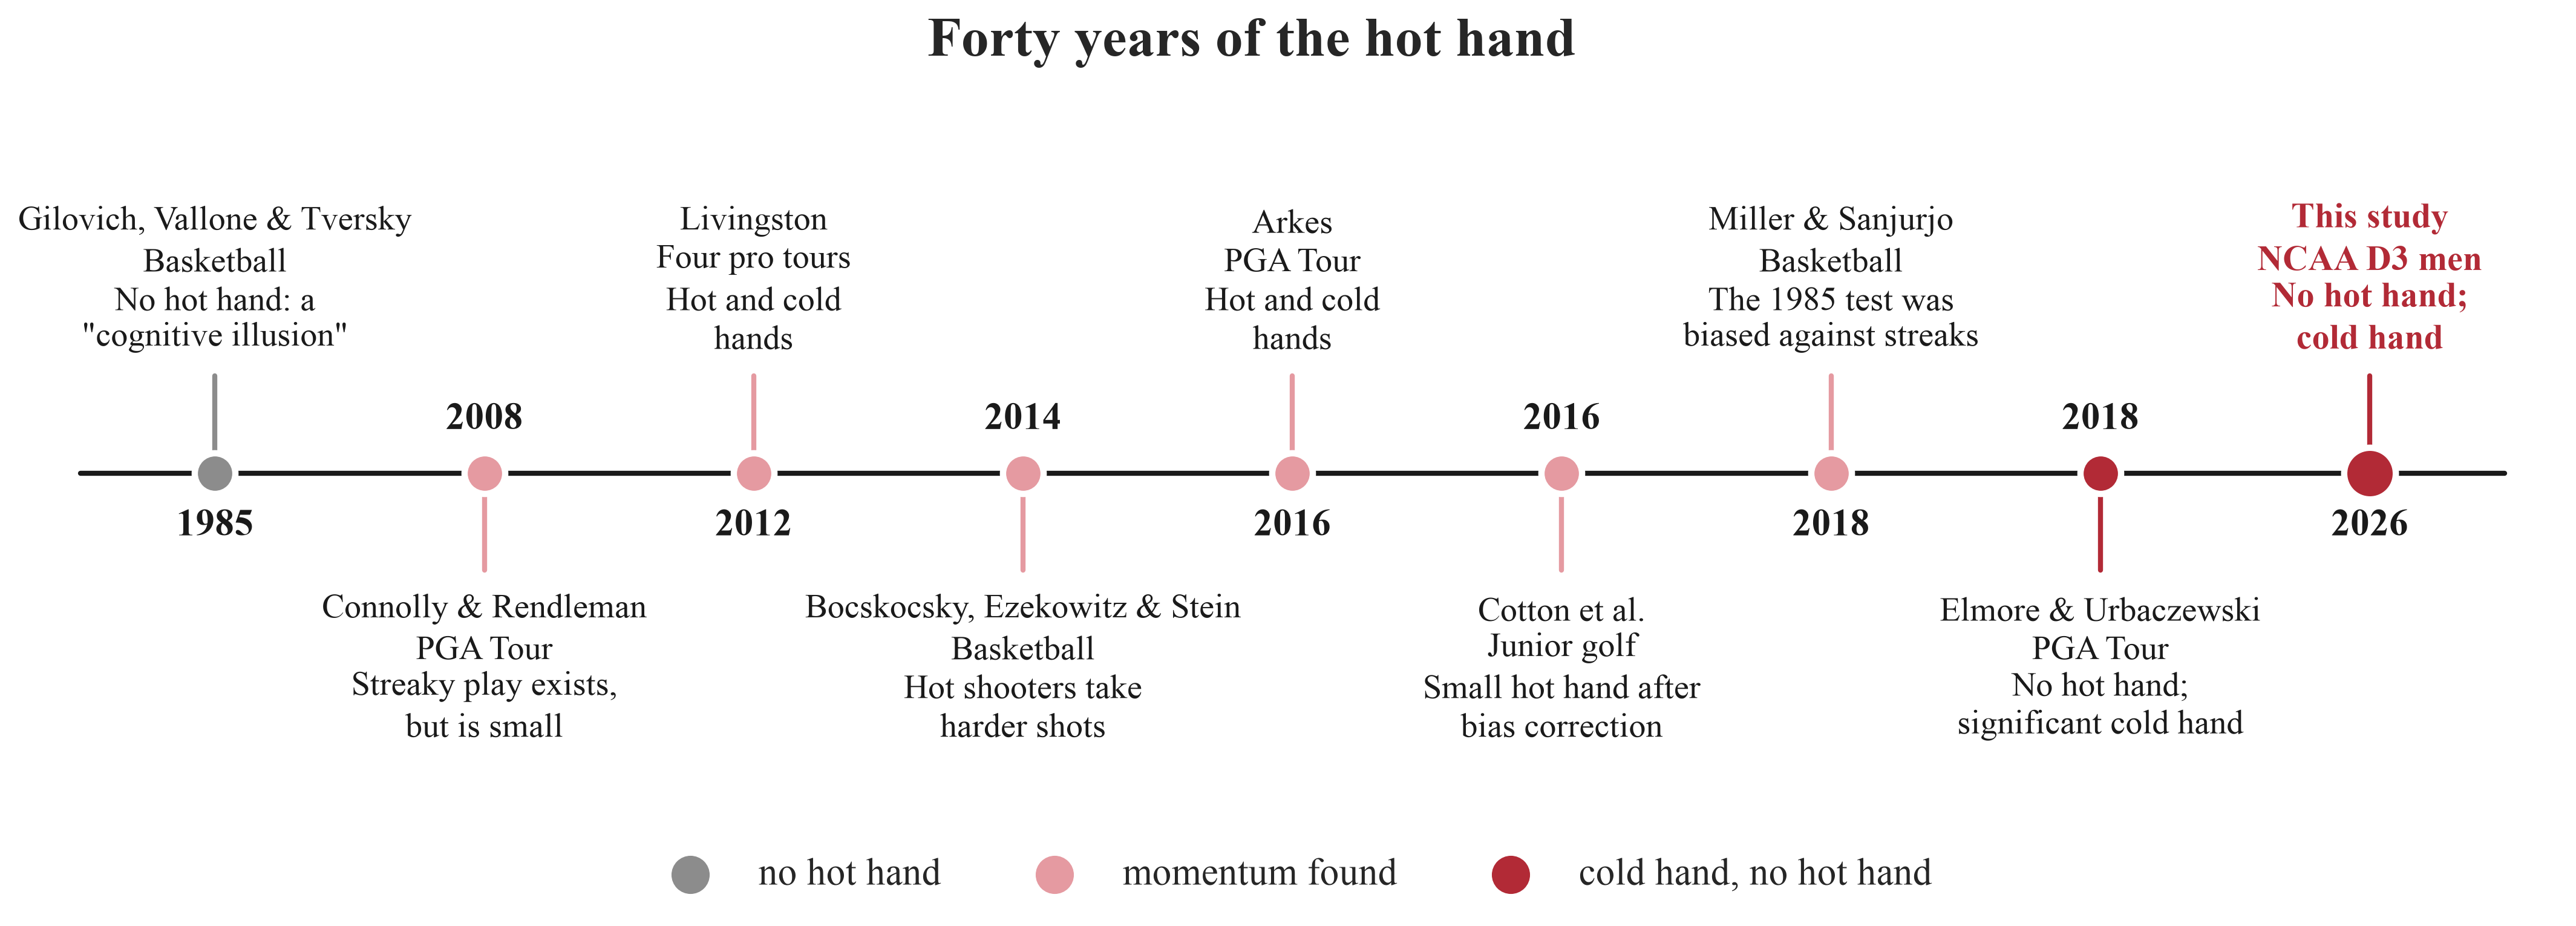 Forty years of the hot hand
Gilovich, Vallone & Tversky
Basketball
No hot hand: a
"cognitive illusion"
1985
2008
Connolly & Rendleman
PGA Tour
Streaky play exists,
but is small
Livingston
Four pro tours
Hot and cold
hands
2012
2014
Bocskocsky, Ezekowitz & Stein
Basketball
Hot shooters take
harder shots
Arkes
PGA Tour
Hot and cold
hands
2016
2016
Cotton et al.
Junior golf
Small hot hand after
bias correction
Miller & Sanjurjo
Basketball
The 1985 test was
biased against streaks
2018
2018
Elmore & Urbaczewski
PGA Tour
No hot hand;
significant cold hand
This study
NCAA D3 men
No hot hand;
cold hand
2026
no hot hand
momentum found
cold hand, no hot hand